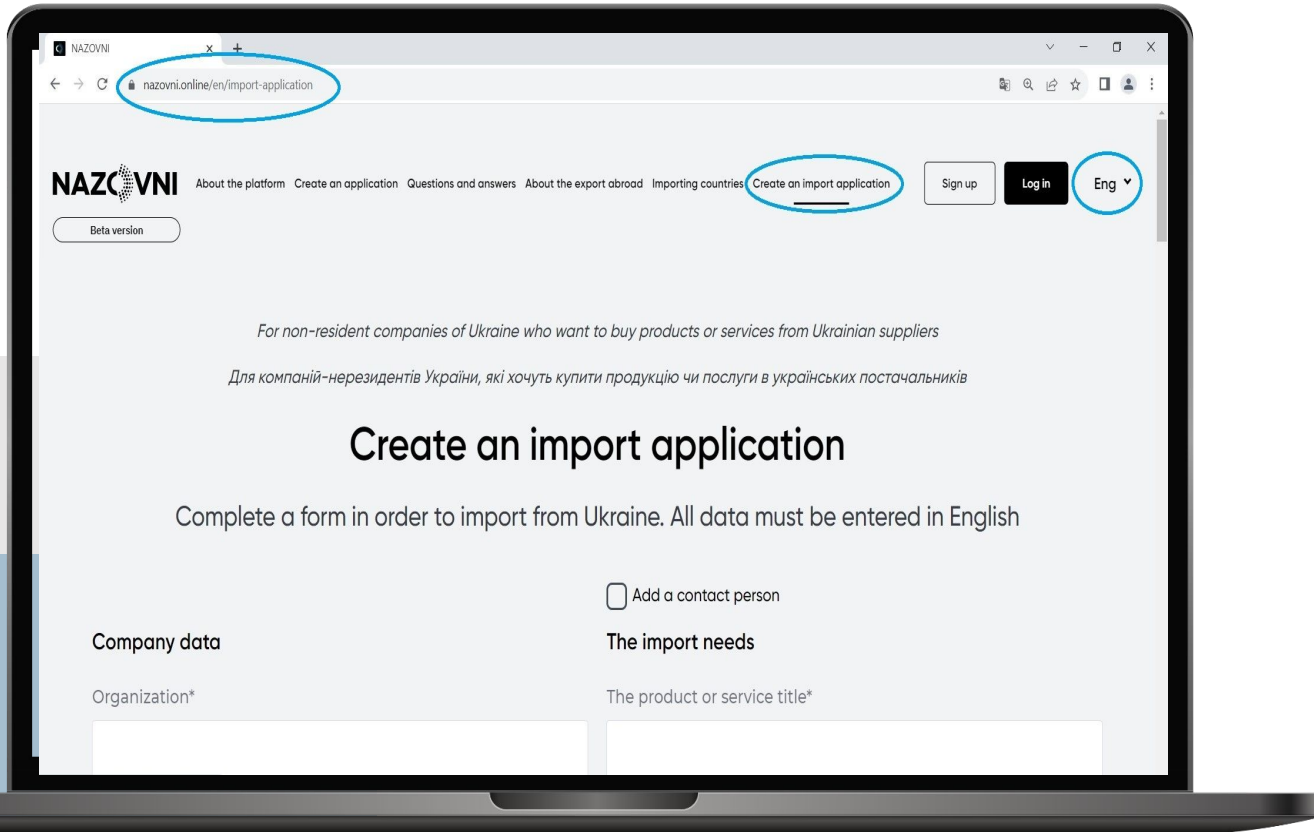 NAZOVNI
nazovni.online/en/import-application
NAZOVNI About the platform Create an application Questions and answers About the export abroad Importing countries Create an import application Sign up Log in Eng
Beta version
For non-resident companies of Ukraine who want to buy products or services from Ukrainian suppliers
Для компаній-нерезидентів України, які хочуть купити продукцію чи послуги в українських постачальників
Create an import application
Complete a form in order to import from Ukraine. All data must be entered in English
Add a contact person
Company data The import needs
Organization* The product or service title*